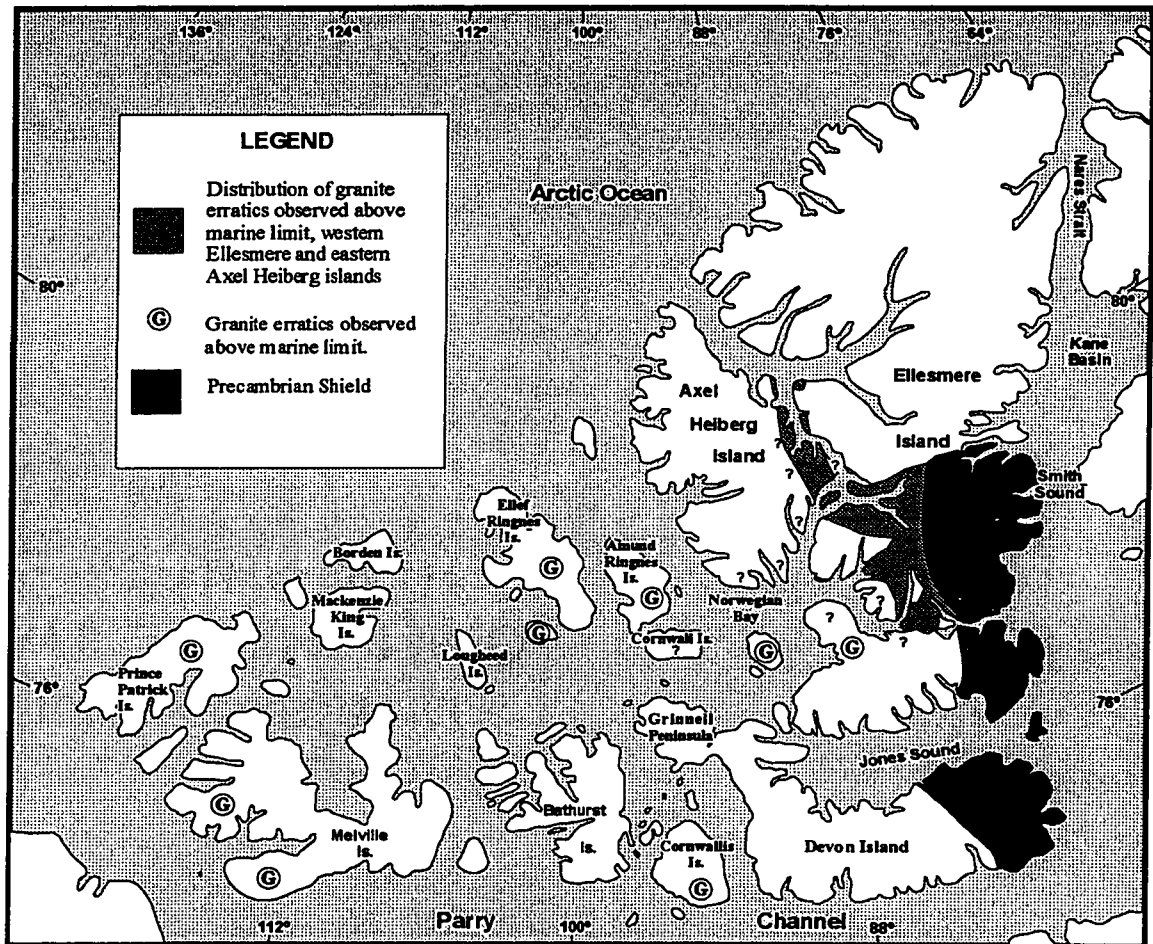 136°
124°
112°
100°
88°
76°
64°
LEGEND
Distribution of granite
erratics observed above
marine limit, western
Ellesmere and eastern
Axel Heiberg islands
G
Granite erratics observed
above marine limit.
Precambrian Shield
Arctic Ocean
Nares Strait
80°
80°
Kane
Basin
Ellesmere
Island
Axel
Heiberg
Island
?
?
?
?
?
?
?
Smith
Sound
Ellef
Ringnes
Is.
G
Borden Is.
Amund
Ringnes
Is.
G
Mackenzie
King
Is.
Norwegian
Bay
?
?
?
G
G
G
Cornwall Is.
?
Lougheed
Is.
G
Prince
Patrick
Is.
76°
76°
Grinnell
Peninsula
Jones Sound
G
Melville
Is.
G
Bathurst
Is.
Cornwallis
Is.
G
Devon Island
112°
Parry
100°
Channel
88°